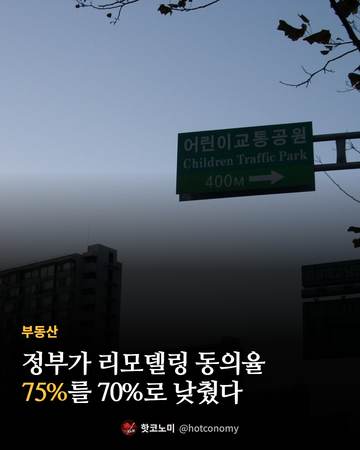 어린이교통공원
Children Traffic Park
400M
부동산
정부가 리모델링 동의율
75%를 70%로 낮췄다
핫코노미 @hotconomy